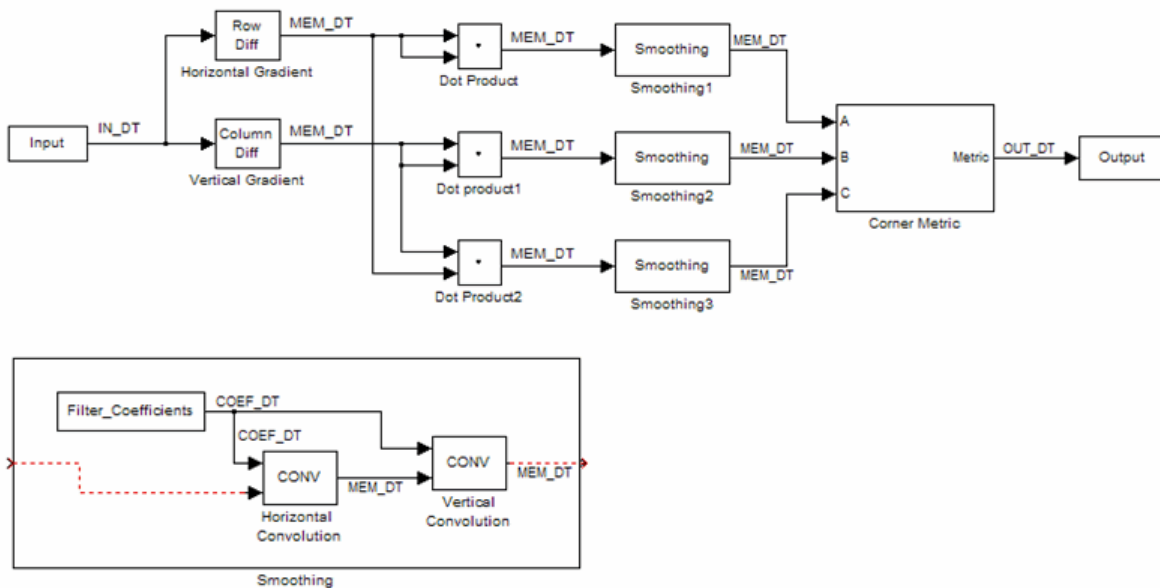 Row
Diff
MEM_DT
Horizontal Gradient
MEM_DT
Dot Product
Smoothing
Smoothing1
MEM_DT
Input
IN_DT
Column
Diff
MEM_DT
Vertical Gradient
MEM_DT
Dot product1
Smoothing
Smoothing2
MEM_DT
A
B
C
Metric
Corner Metric
OUT_DT
Output
MEM_DT
Dot Product2
Smoothing
Smoothing3
MEM_DT
Filter_Coefficients
COEF_DT
COEF_DT
CONV
Horizontal
Convolution
MEM_DT
CONV
Vertical
Convolution
MEM_DT
Smoothing